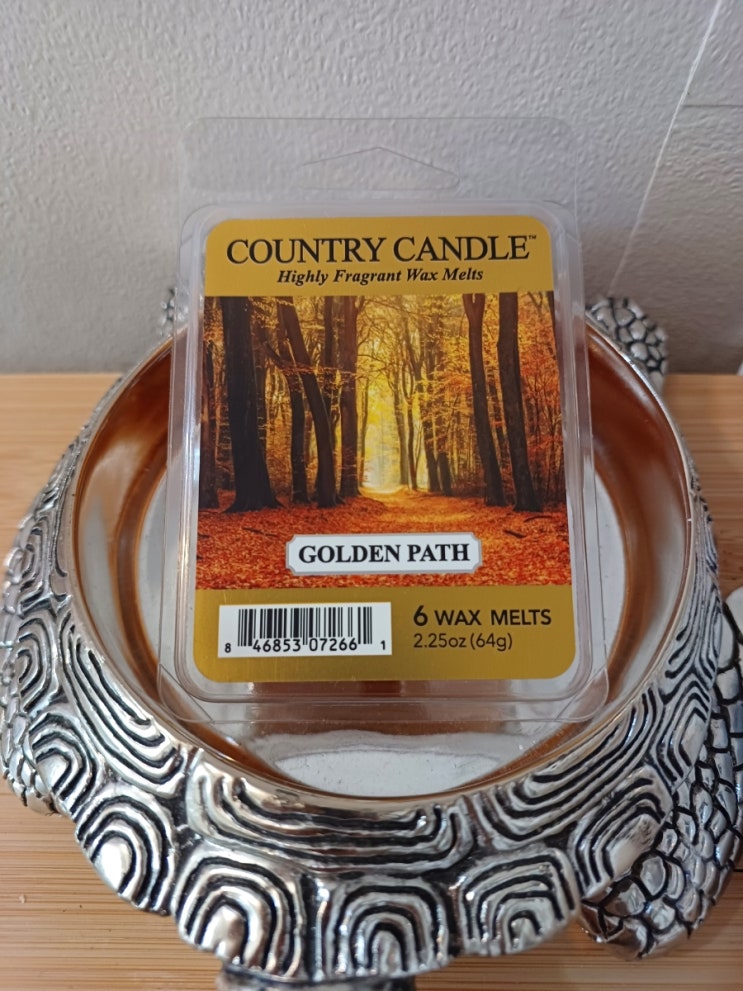 COUNTRY CANDLE™
Highly Fragrant Wax Melts
GOLDEN PATH
8 46853 07266 1
6 WAX MELTS
2.25oz (64g)